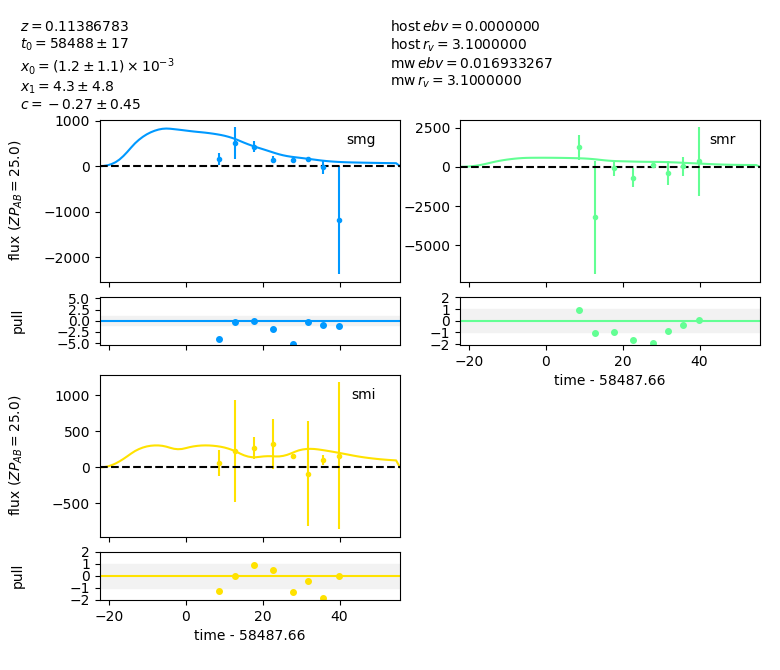 z = 0.11386783
t₀ = 58488 ± 17
x₀ = (1.2 ± 1.1) × 10⁻³
x₁ = 4.3 ± 4.8
c = −0.27 ± 0.45
host ebv = 0.0000000
host r_v = 3.1000000
mw ebv = 0.016933267
mw r_v = 3.1000000
flux (ZP_AB = 25.0)
1000
0
−1000
−2000
smg
2500
0
−2500
−5000
smr
pull
5.0
2.5
0.0
−2.5
−5.0
2
1
0
−1
−2
−20 0 20 40
time - 58487.66
flux (ZP_AB = 25.0)
1000
500
0
−500
smi
pull
2
1
0
−1
−2
−20 0 20 40
time - 58487.66